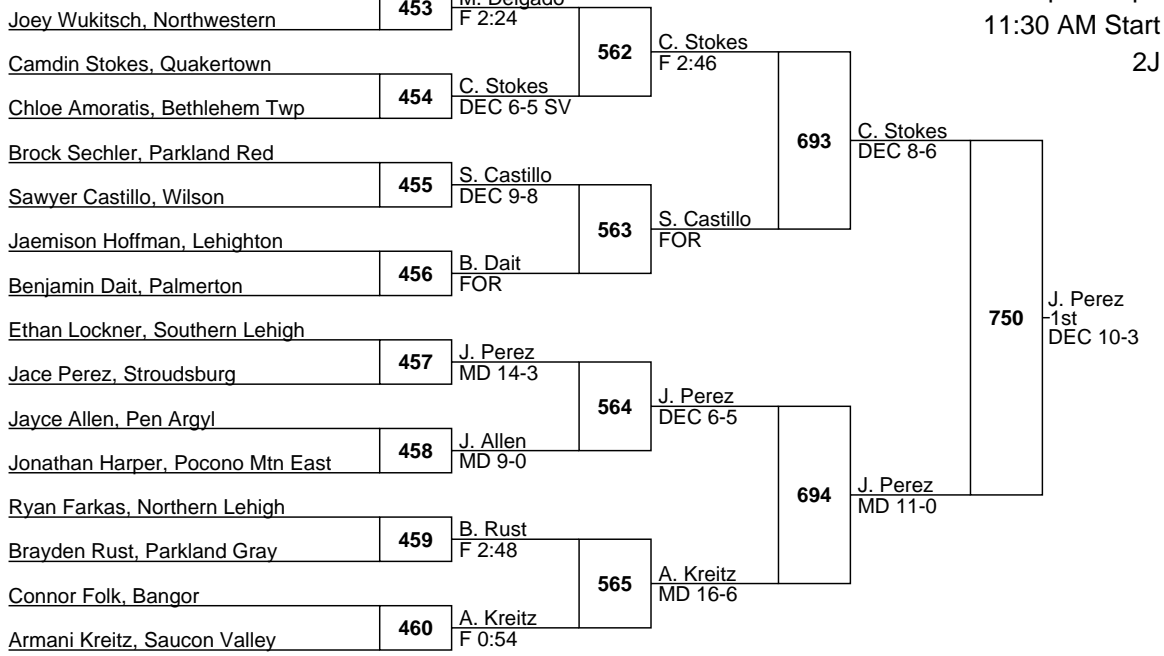 453
M. Delgado
F 2:24
Joey Wukitsch, Northwestern
11:30 AM Start
2J
562
C. Stokes
F 2:46
Camdin Stokes, Quakertown
454
C. Stokes
DEC 6-5 SV
Chloe Amoratis, Bethlehem Twp
693
C. Stokes
DEC 8-6
Brock Sechler, Parkland Red
455
S. Castillo
DEC 9-8
Sawyer Castillo, Wilson
563
S. Castillo
FOR
Jaemison Hoffman, Lehighton
456
B. Dait
FOR
Benjamin Dait, Palmerton
750
J. Perez
1st
DEC 10-3
Ethan Lockner, Southern Lehigh
457
J. Perez
MD 14-3
Jace Perez, Stroudsburg
564
J. Perez
DEC 6-5
Jayce Allen, Pen Argyl
458
J. Allen
MD 9-0
Jonathan Harper, Pocono Mtn East
694
J. Perez
MD 11-0
Ryan Farkas, Northern Lehigh
459
B. Rust
F 2:48
Brayden Rust, Parkland Gray
565
A. Kreitz
MD 16-6
Connor Folk, Bangor
460
A. Kreitz
F 0:54
Armani Kreitz, Saucon Valley